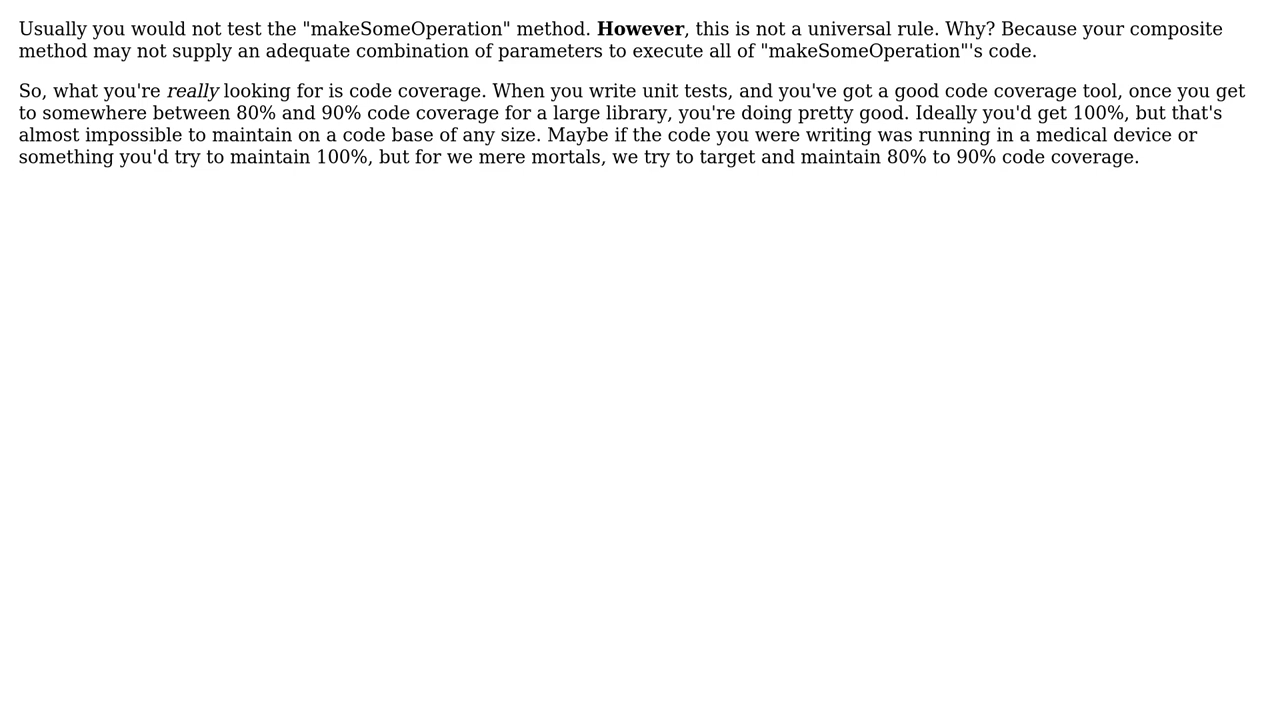 Usually you would not test the "makeSomeOperation" method. However, this is not a universal rule. Why? Because your composite
method may not supply an adequate combination of parameters to execute all of "makeSomeOperation"'s code.
So, what you're really looking for is code coverage. When you write unit tests, and you've got a good code coverage tool, once you get
to somewhere between 80% and 90% code coverage for a large library, you're doing pretty good. Ideally you'd get 100%, but that's
almost impossible to maintain on a code base of any size. Maybe if the code you were writing was running in a medical device or
something you'd try to maintain 100%, but for we mere mortals, we try to target and maintain 80% to 90% code coverage.